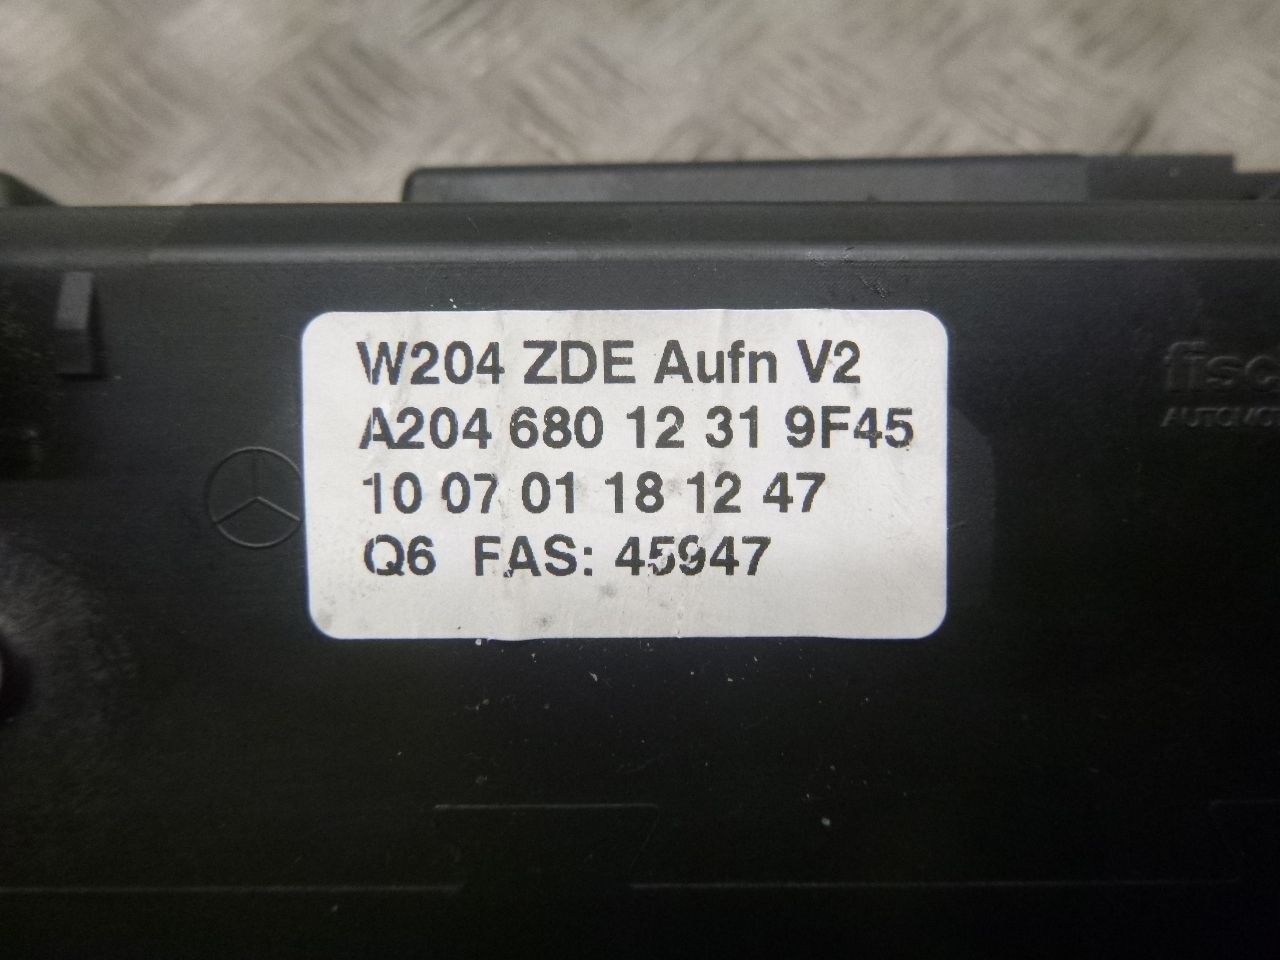 W204 ZDE Aufn V2
A204 680 12 31 9F45
10 07 01 18 12 47
Q6 FAS: 45947